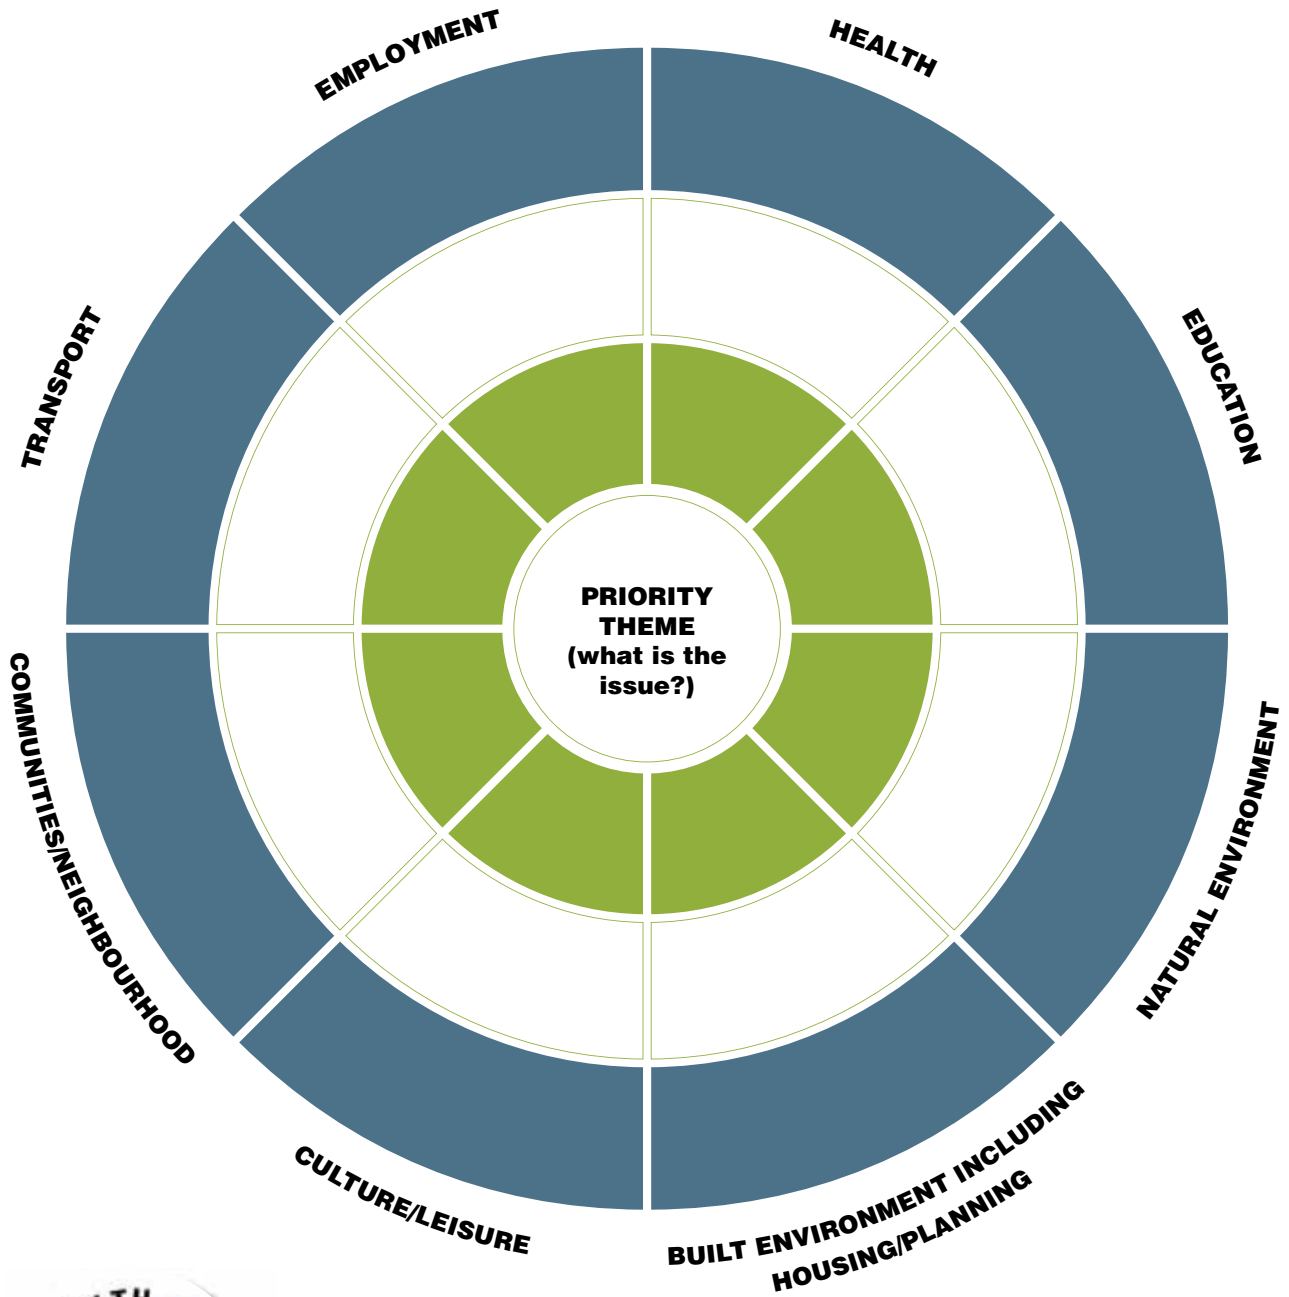 EMPLOYMENT
HEALTH
TRANSPORT
EDUCATION
PRIORITY
THEME
(what is the
issue?)
COMMUNITIES/NEIGHBOURHOOD
NATURAL ENVIRONMENT
CULTURE/LEISURE
BUILT ENVIRONMENT INCLUDING
HOUSING/PLANNING